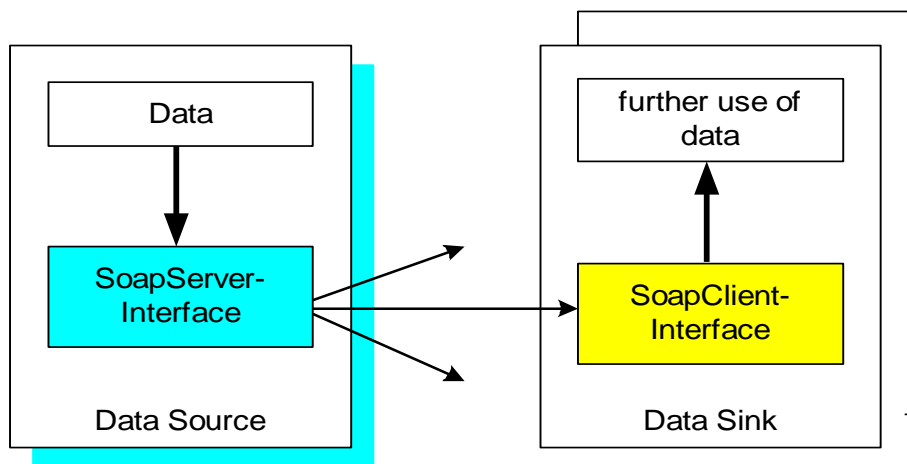 Data
SoapServer-
Interface
Data Source
further use of
data
SoapClient-
Interface
Data Sink